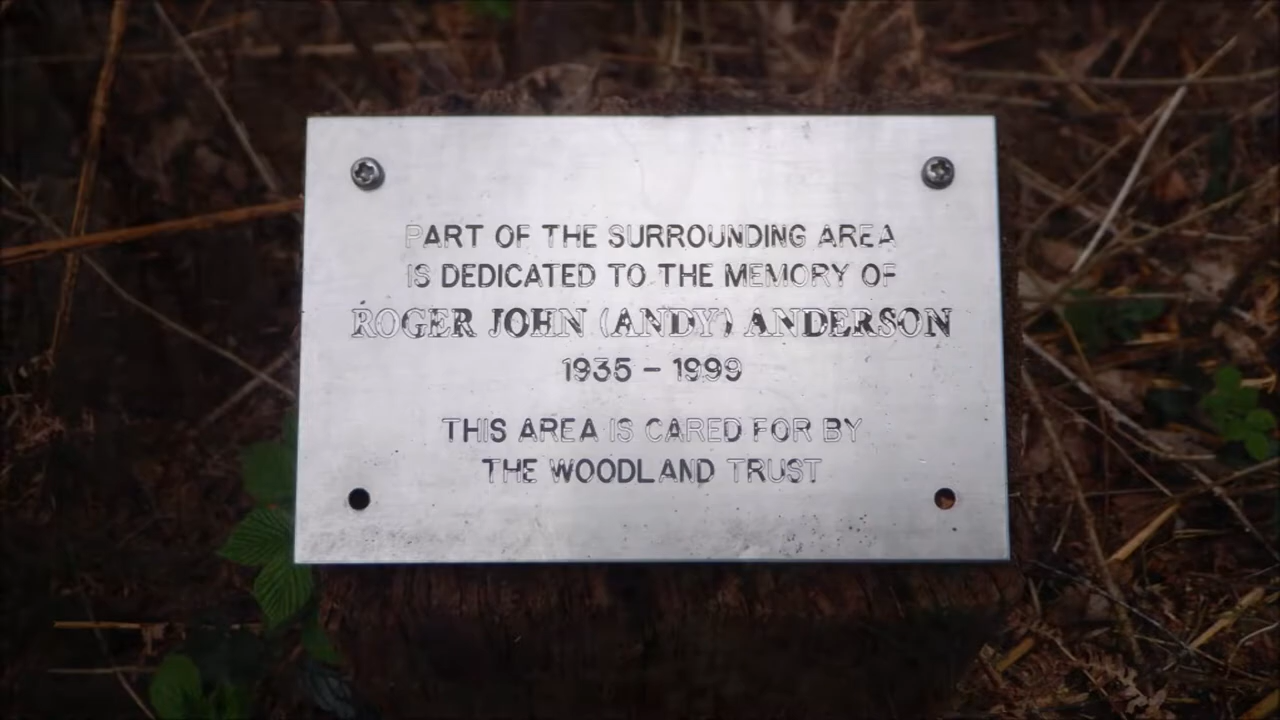 PART OF THE SURROUNDING AREA
IS DEDICATED TO THE MEMORY OF
ROGER JOHN (ANDY) ANDERSON
1935 - 1999
THIS AREA IS CARED FOR BY
THE WOODLAND TRUST